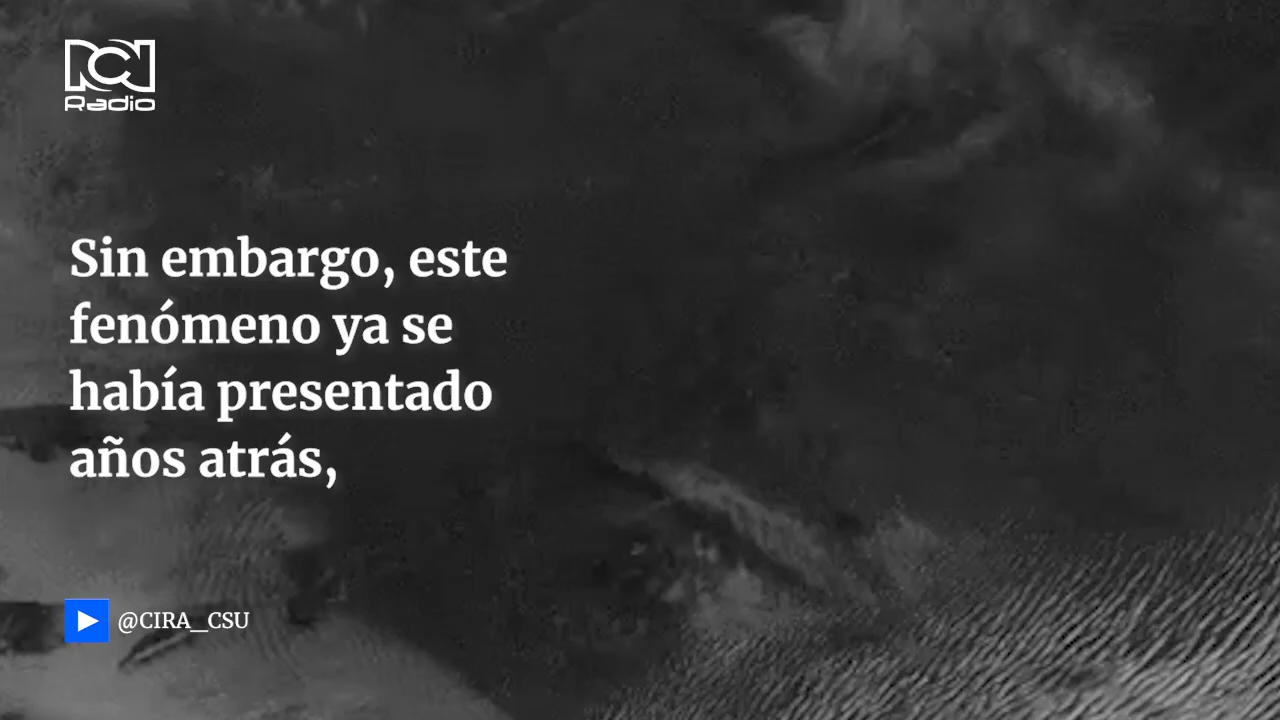 RCN
Radio
Sin embargo, este
fenómeno ya se
había presentado
años atrás,
@CIRA_CSU